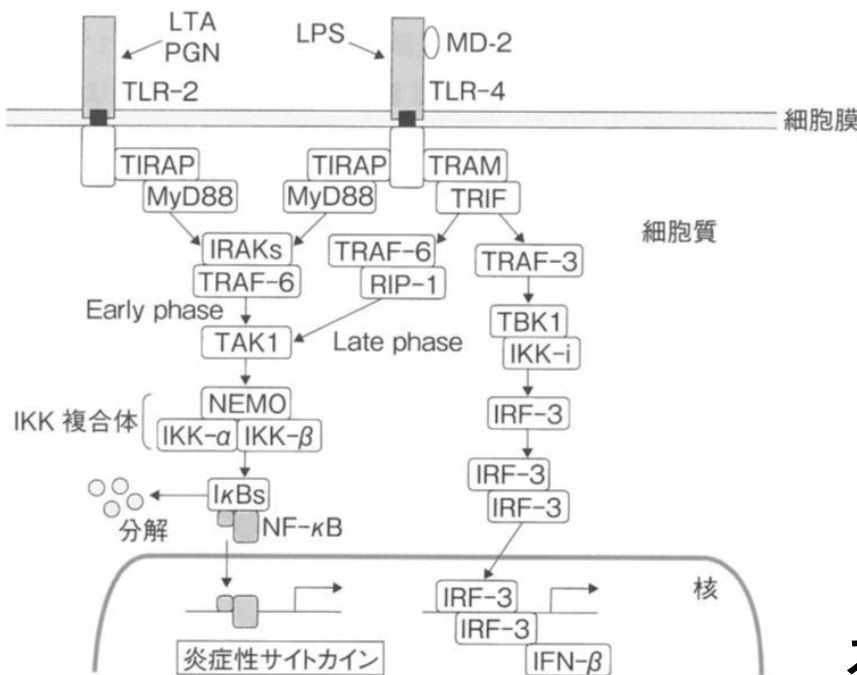 LTA
PGN
LPS
MD-2
TLR-2
TLR-4
細胞膜
TIRAP
MyD88
TIRAP
MyD88
TRAM
TRIF
細胞質
IRAKs
TRAF-6
TRAF-6
RIP-1
TRAF-3
Early phase
Late phase
TAK1
TBK1
IKK-i
IKK 複合体
NEMO
IKK-α
IKK-β
IRF-3
IκBs
分解
NF-κB
IRF-3
IRF-3
核
IRF-3
IRF-3
IFN-β
炎症性サイトカイン